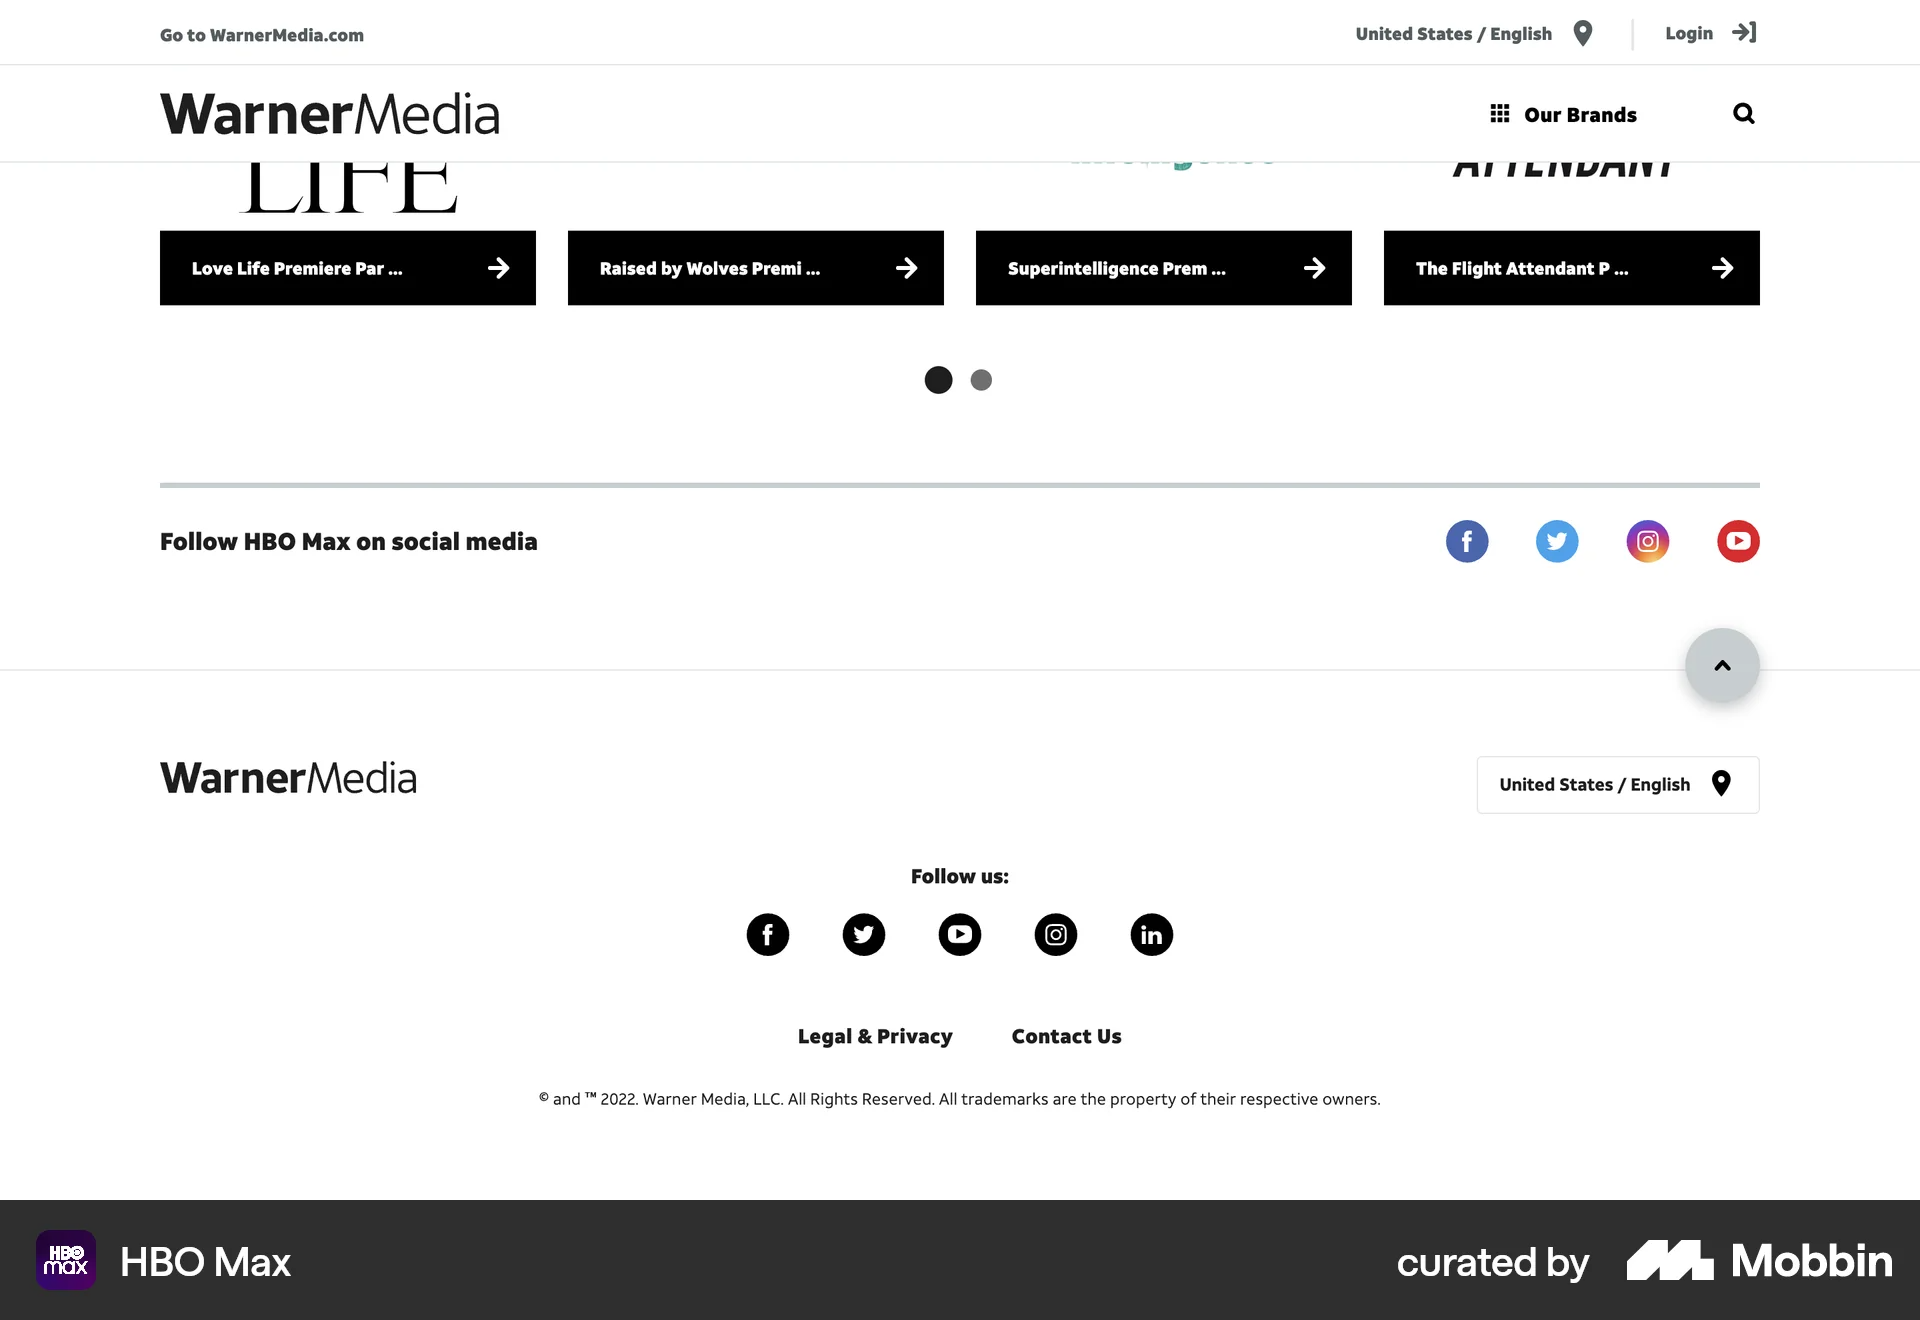 Go to WarnerMedia.com
United States / English
Login
WarnerMedia
Our Brands
LIFE
ATTENDANT
Love Life Premiere Par ...
Raised by Wolves Premi ...
Superintelligence Prem ...
The Flight Attendant P ...
Follow HBO Max on social media
WarnerMedia
United States / English
Follow us:
Legal & Privacy
Contact Us
© and ™ 2022. Warner Media, LLC. All Rights Reserved. All trademarks are the property of their respective owners.
HBO max
HBO Max
curated by
Mobbin